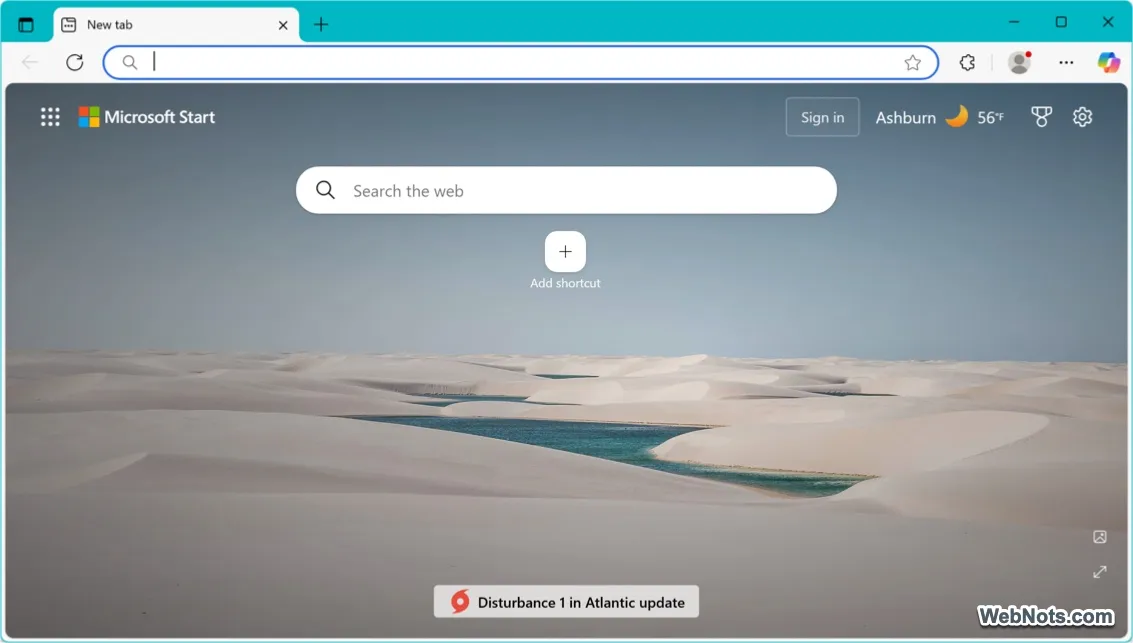 New tab
Microsoft Start
Sign in
Ashburn 56°F
Search the web
Add shortcut
Disturbance 1 in Atlantic update
WebNots.com